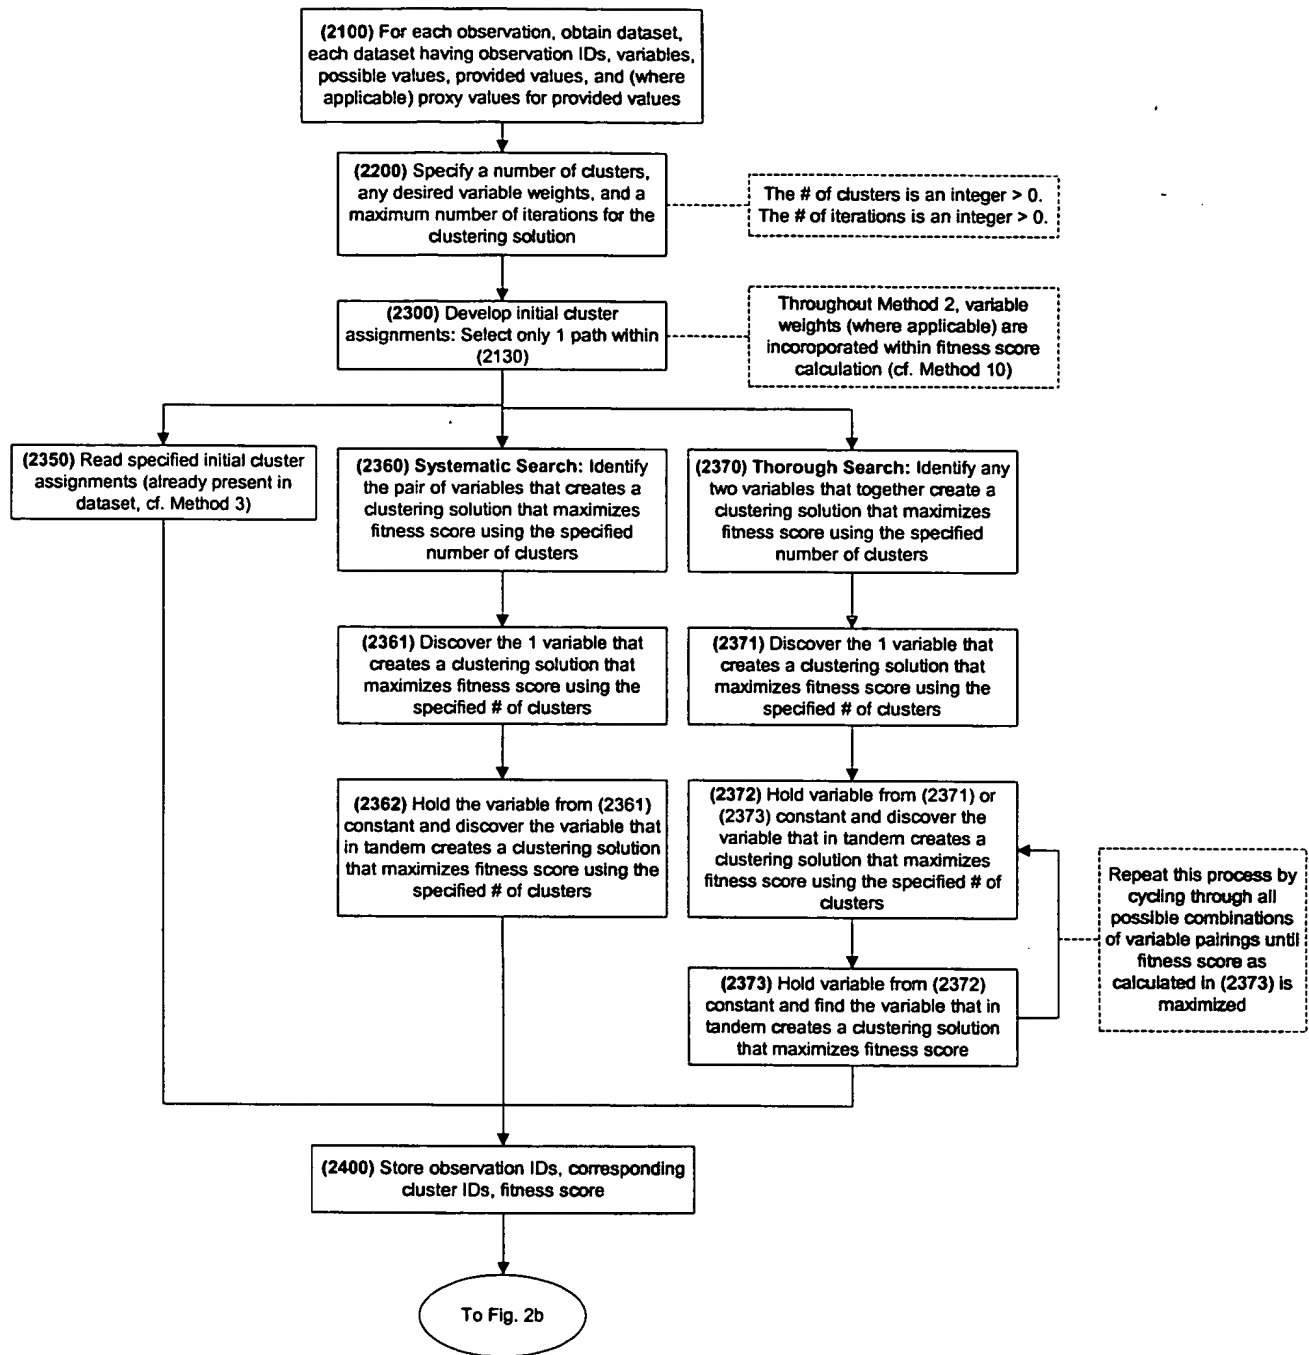 (2100) For each observation, obtain dataset,
each dataset having observation IDs, variables,
possible values, provided values, and (where
applicable) proxy values for provided values
(2200) Specify a number of clusters,
any desired variable weights, and a
maximum number of iterations for the
clustering solution
The # of clusters is an integer > 0.
The # of iterations is an integer > 0.
(2300) Develop initial cluster
assignments: Select only 1 path within
(2130)
Throughout Method 2, variable
weights (where applicable) are
incoroporated within fitness score
calculation (cf. Method 10)
(2350) Read specified initial cluster
assignments (already present in
dataset, cf. Method 3)
(2360) Systematic Search: Identify
the pair of variables that creates a
clustering solution that maximizes
fitness score using the specified
number of clusters
(2370) Thorough Search: Identify any
two variables that together create a
clustering solution that maximizes
fitness score using the specified
number of clusters
(2361) Discover the 1 variable that
creates a clustering solution that
maximizes fitness score using the
specified # of clusters
(2371) Discover the 1 variable that
creates a clustering solution that
maximizes fitness score using the
specified # of clusters
(2362) Hold the variable from (2361)
constant and discover the variable that
in tandem creates a clustering solution
that maximizes fitness score using the
specified # of clusters
(2372) Hold variable from (2371) or
(2373) constant and discover the
variable that in tandem creates a
clustering solution that maximizes
fitness score using the specified # of
clusters
Repeat this process by
cycling through all
possible combinations
of variable pairings until
fitness score as
calculated in (2373) is
maximized
(2373) Hold variable from (2372)
constant and find the variable that in
tandem creates a clustering solution
that maximizes fitness score
(2400) Store observation IDs, corresponding
cluster IDs, fitness score
To Fig. 2b